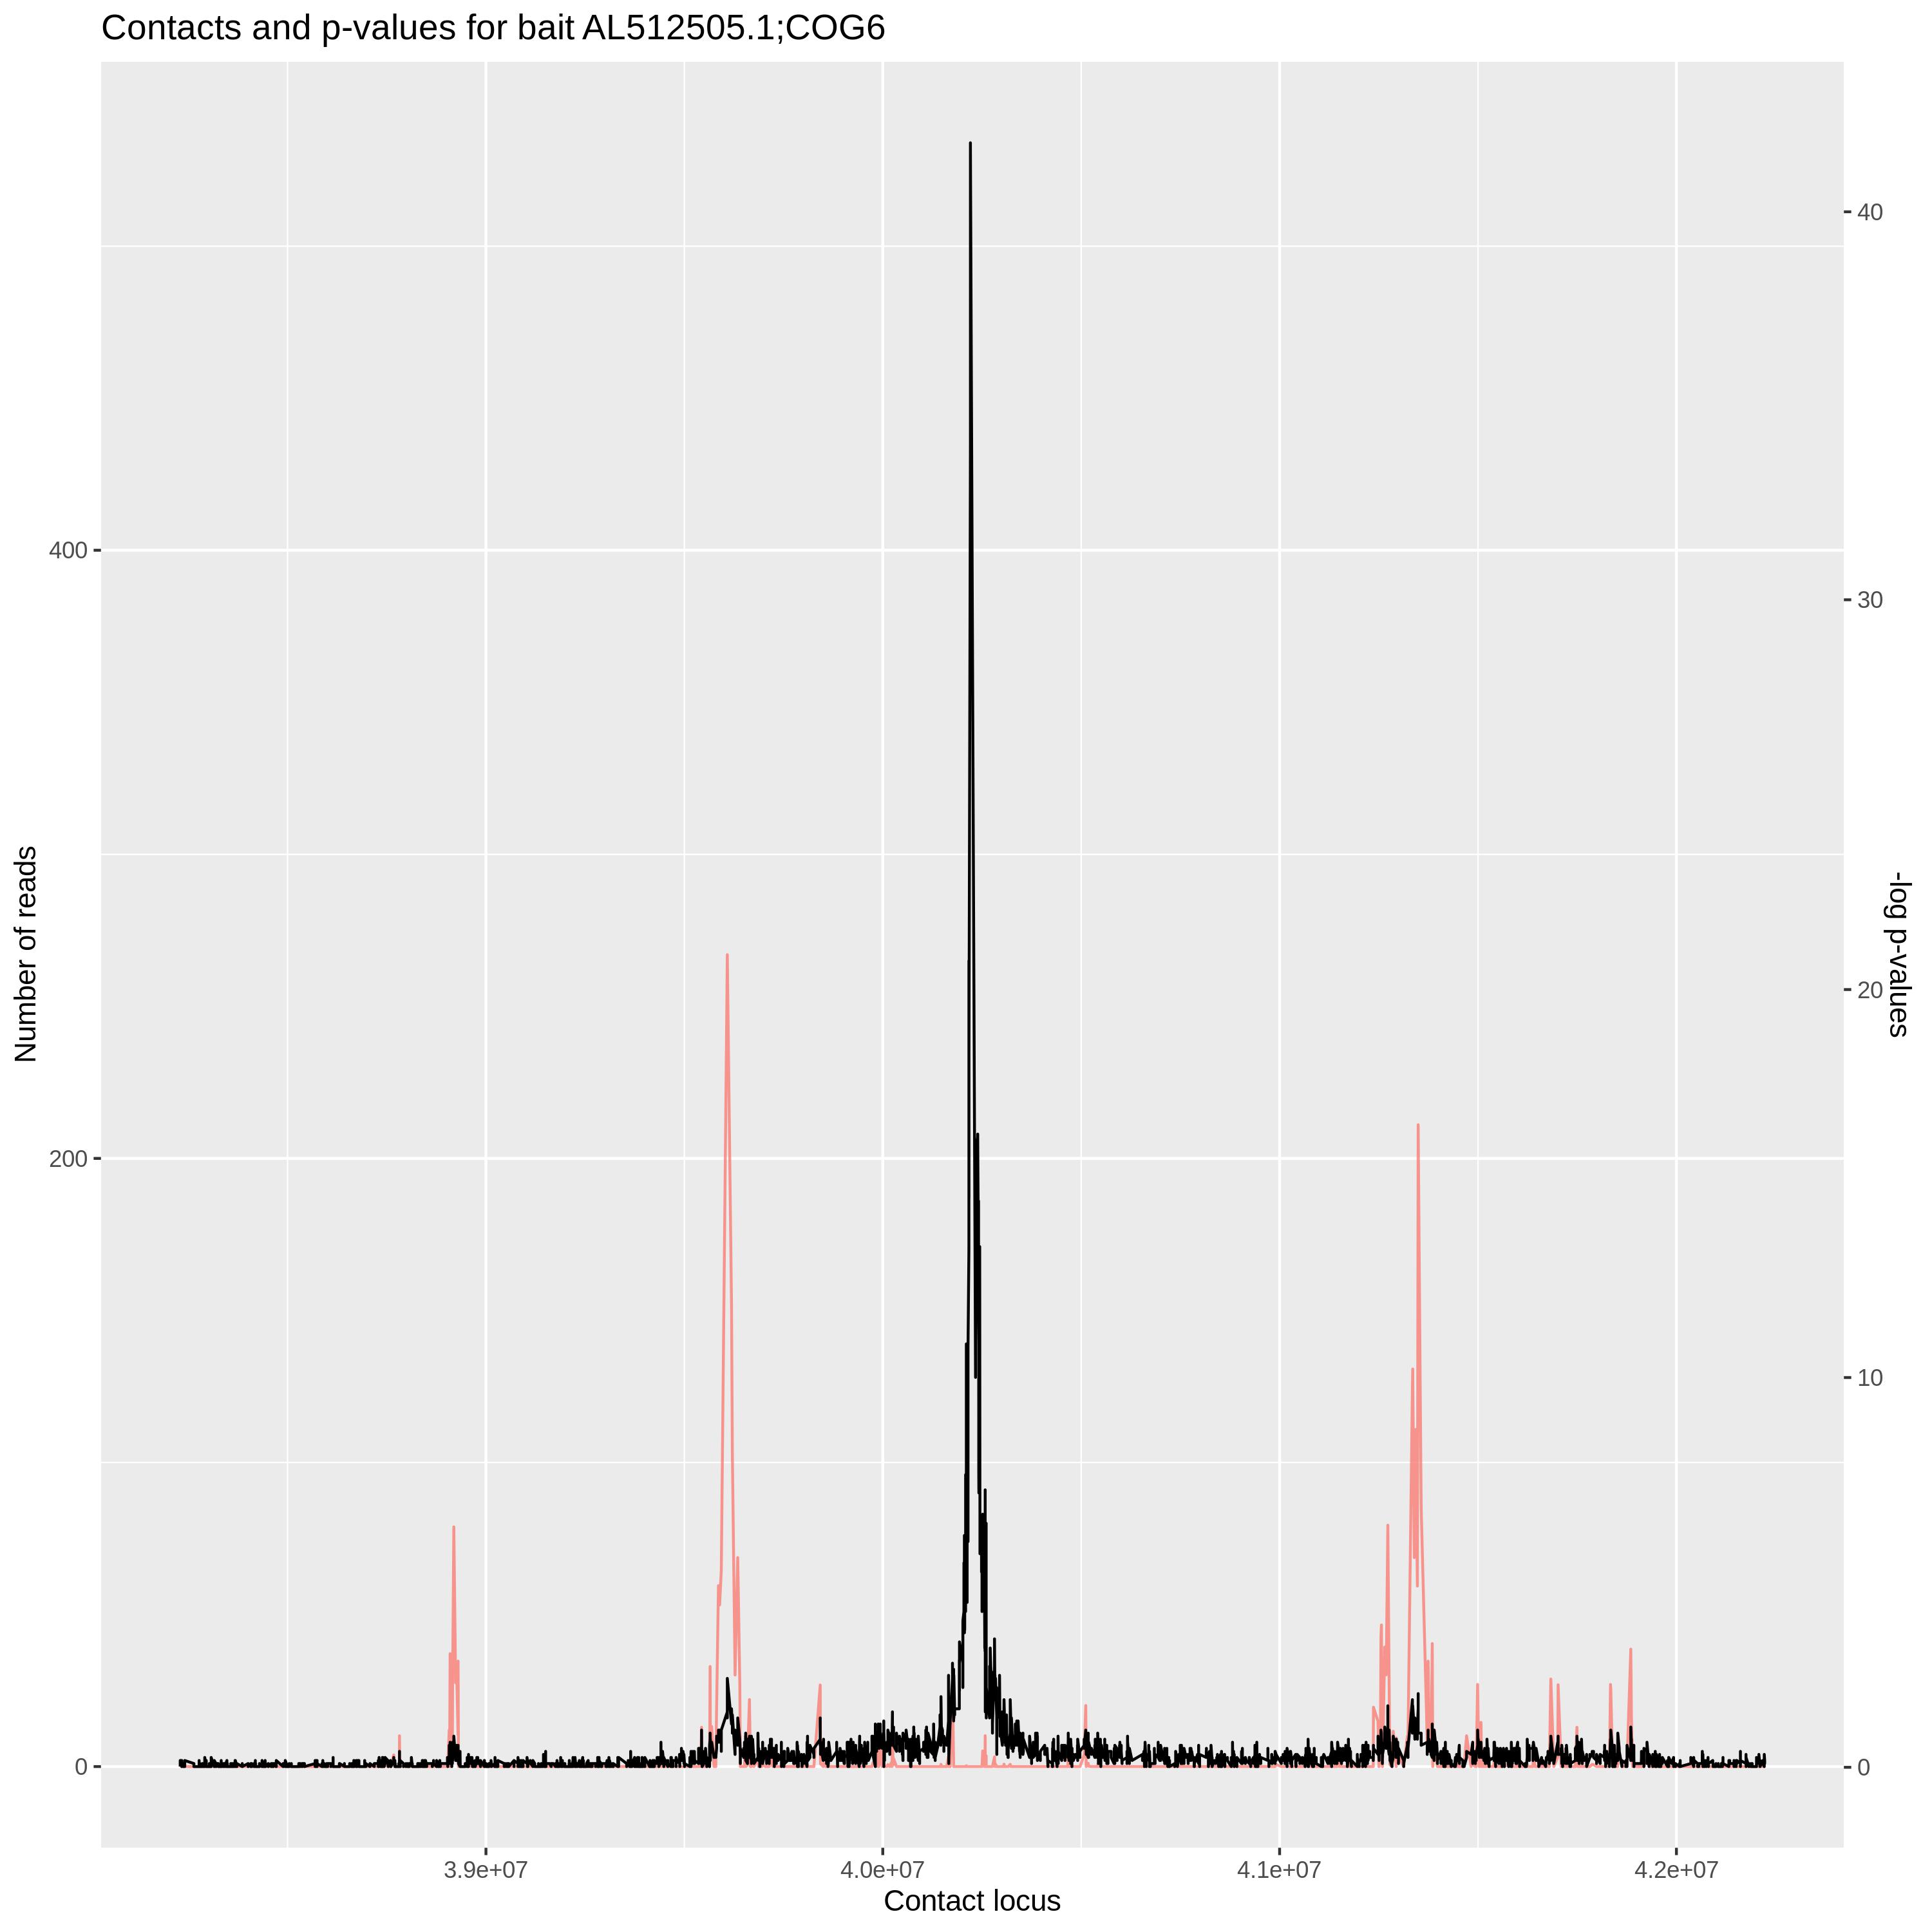 Contacts and p-values for bait AL512505.1;COG6
Number of reads
400
200
0
40
30
20
10
0
-log p-values
3.9e+07
4.0e+07
4.1e+07
4.2e+07
Contact locus